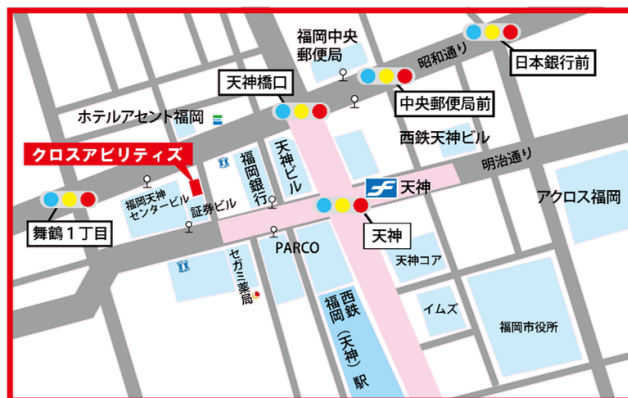 福岡中央
郵便局
昭和通り
日本銀行前
天神橋口
中央郵便局前
ホテルアセント福岡
西鉄天神ビル
明治通り
クロスアビリティズ
福岡銀行
天神ビル
天神
アクロス福岡
福岡天神
センタービル
証券ビル
舞鶴1丁目
天神
PARCO
セガミ薬局
天神コア
西鉄
福岡(天神)駅
イムズ
福岡市役所